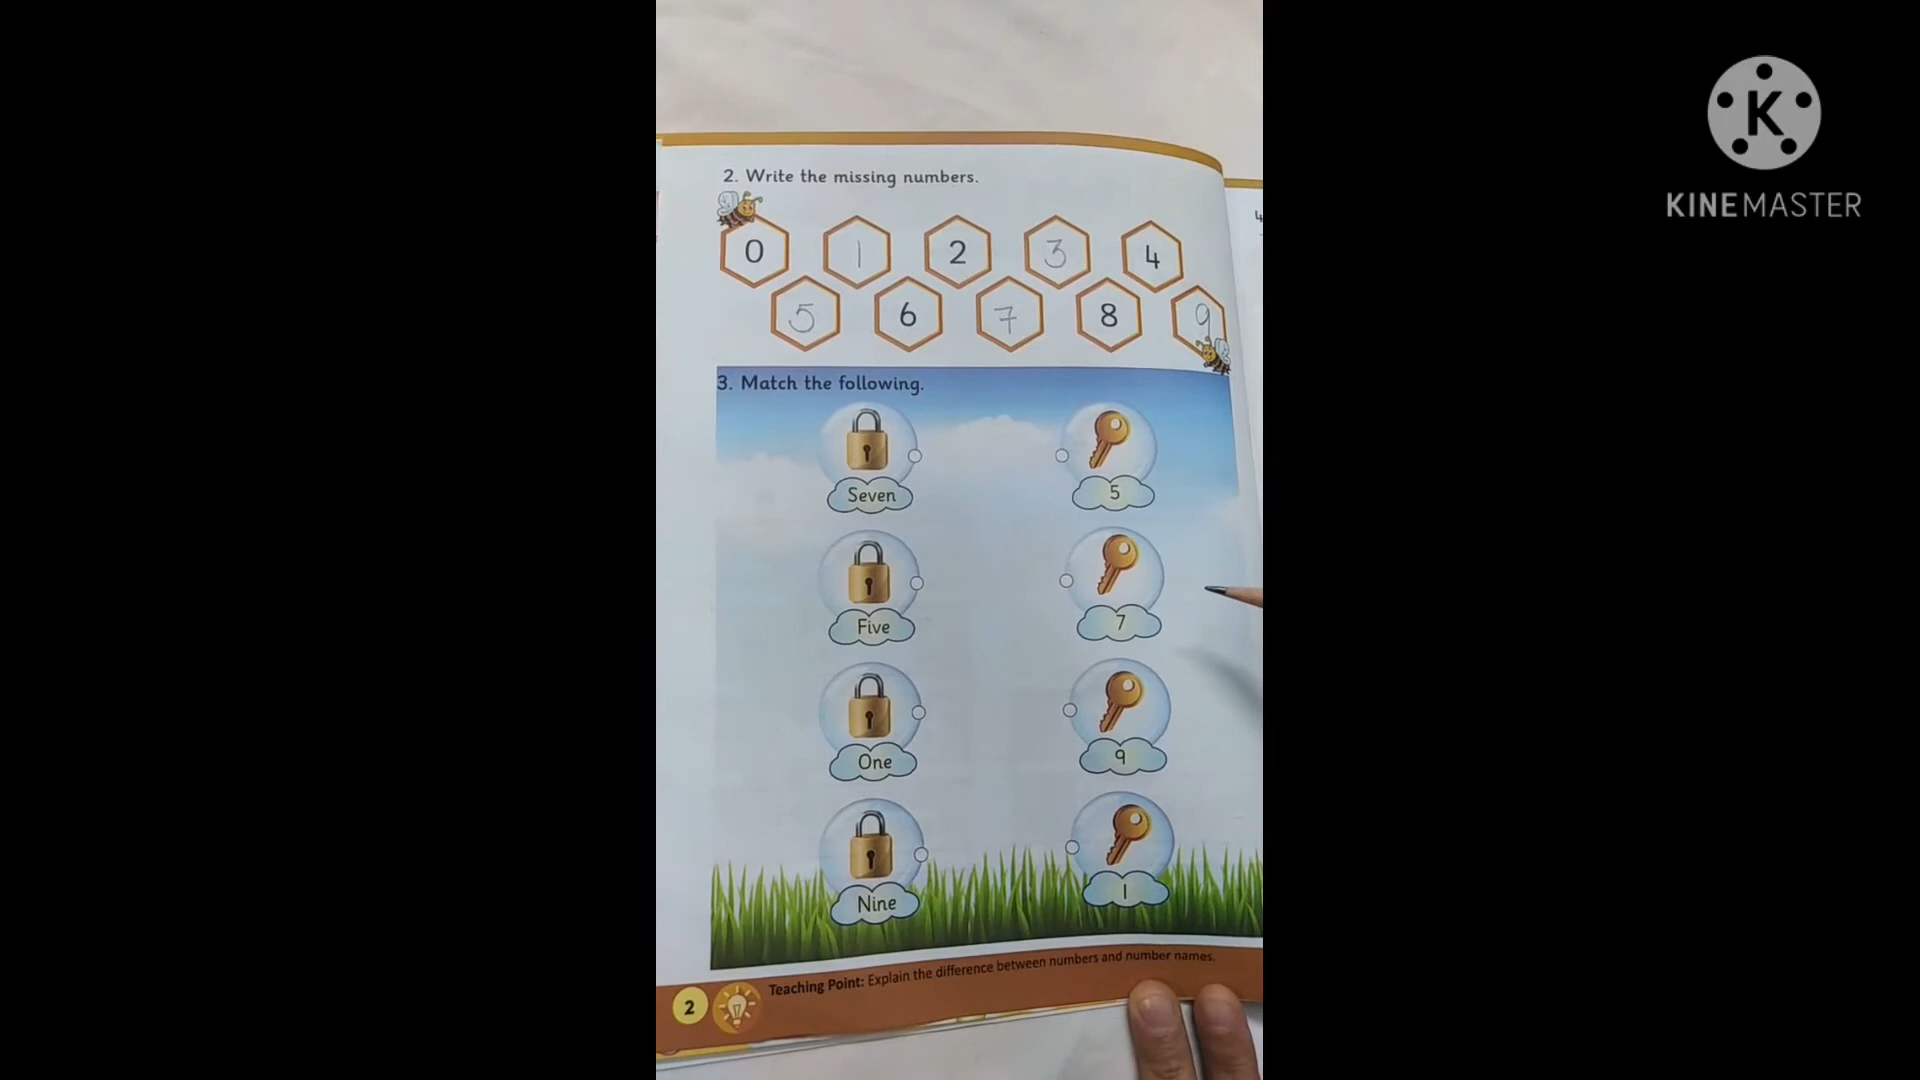 K
KINEMASTER
2. Write the missing numbers.
0 1 2 3 4
5 6 7 8 9
3. Match the following.
Seven 5
Five 7
One 9
Nine 1
Teaching Point: Explain the difference between numbers and number names.
2
4